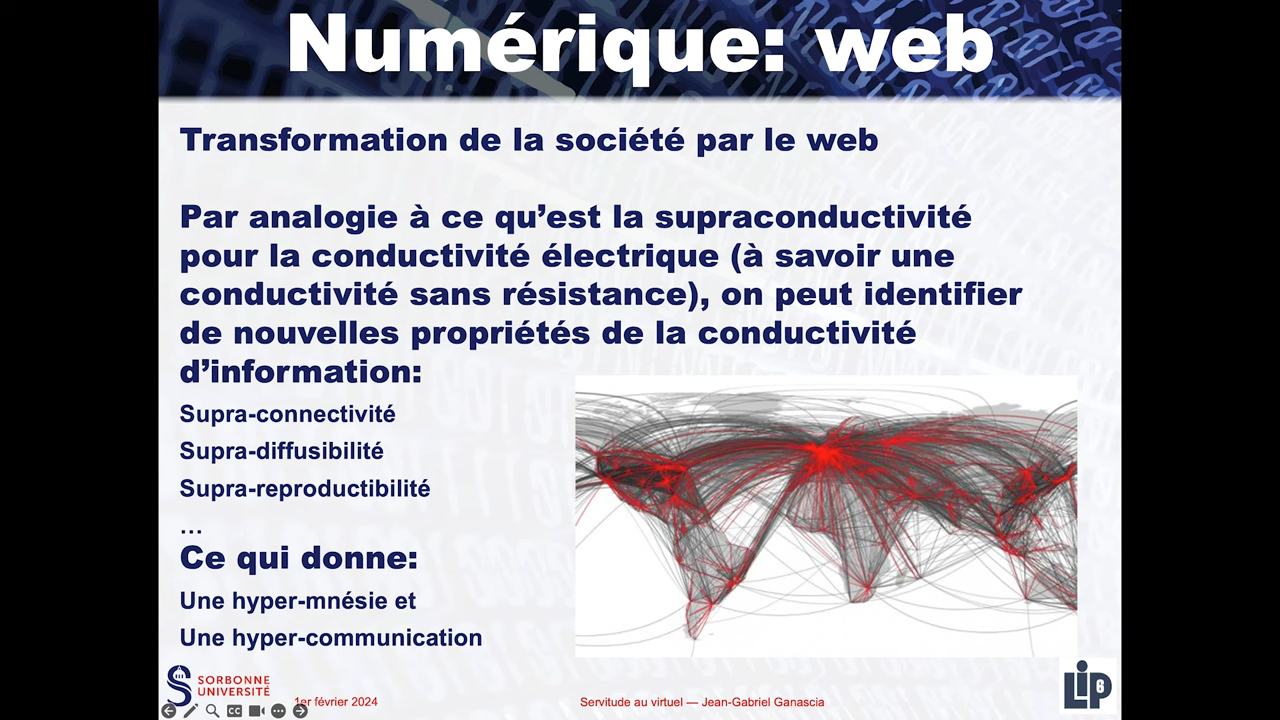 Numérique: web
Transformation de la société par le web
Par analogie à ce qu’est la supraconductivité
pour la conductivité électrique (à savoir une
conductivité sans résistance), on peut identifier
de nouvelles propriétés de la conductivité
d’information:
Supra-connectivité
Supra-diffusibilité
Supra-reproductibilité
…
Ce qui donne:
Une hyper-mnésie et
Une hyper-communication
SORBONNE
UNIVERSITÉ
1er février 2024
Servitude au virtuel — Jean-Gabriel Ganascia
LIP6
CC